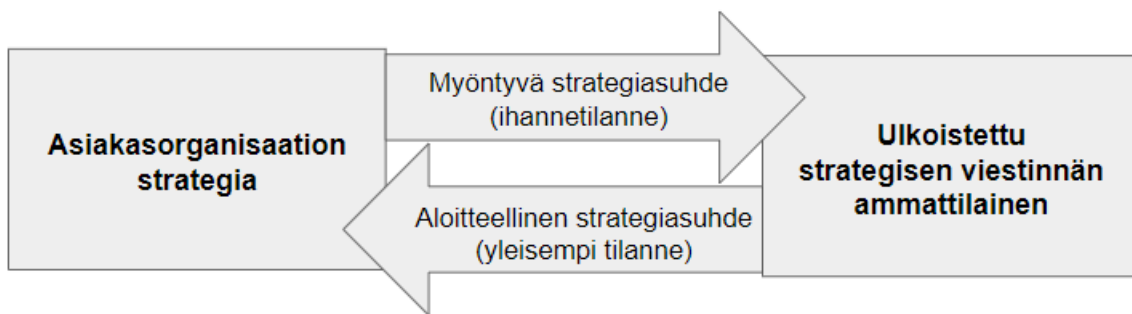 Asiakasorganisaation
strategia
Myöntyvä strategiasuhde
(ihannetilanne)
Aloitteellinen strategiasuhde
(yleisempi tilanne)
Ulkoistettu
strategisen viestinnän
ammattilainen